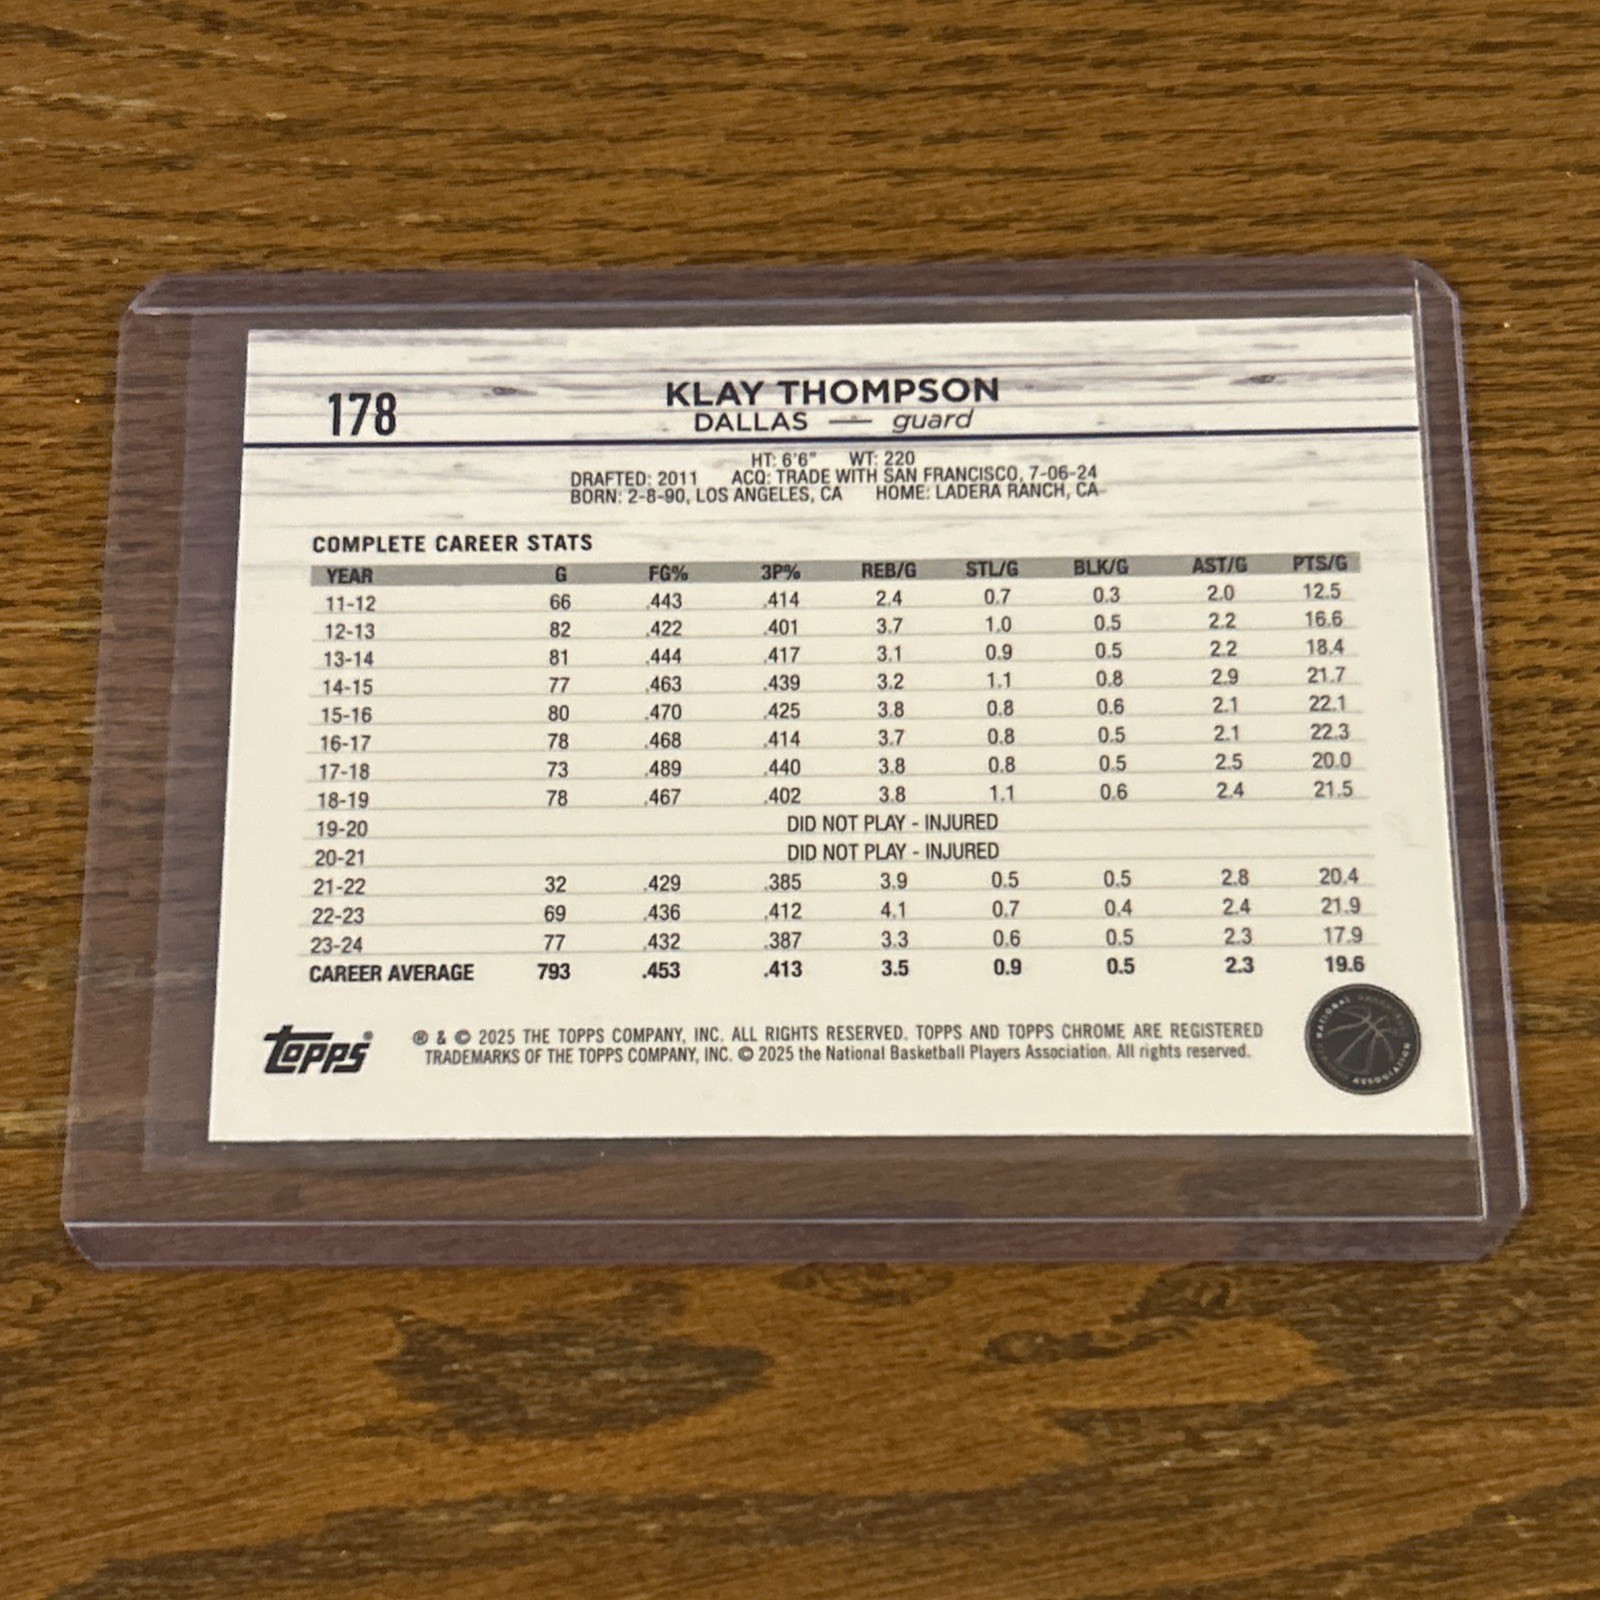 178
KLAY THOMPSON
DALLAS — guard
HT: 6'6" WT: 220
DRAFTED: 2011 ACQ: TRADE WITH SAN FRANCISCO, 7-06-24
BORN: 2-8-90, LOS ANGELES, CA HOME: LADERA RANCH, CA
COMPLETE CAREER STATS
YEAR G FG% 3P% REB/G STL/G BLK/G AST/G PTS/G
11-12 66 .443 .414 2.4 0.7 0.3 2.0 12.5
12-13 82 .422 .401 3.7 1.0 0.5 2.2 16.6
13-14 81 .444 .417 3.1 0.9 0.5 2.2 18.4
14-15 77 .463 .439 3.2 1.1 0.8 2.9 21.7
15-16 80 .470 .425 3.8 0.8 0.6 2.1 22.1
16-17 78 .468 .414 3.7 0.8 0.5 2.1 22.3
17-18 73 .489 .440 3.8 0.8 0.5 2.5 20.0
18-19 78 .467 .402 3.8 1.1 0.6 2.4 21.5
19-20 DID NOT PLAY - INJURED
20-21 DID NOT PLAY - INJURED
21-22 32 .429 .385 3.9 0.5 0.5 2.8 20.4
22-23 69 .436 .412 4.1 0.7 0.4 2.4 21.9
23-24 77 .432 .387 3.3 0.6 0.5 2.3 17.9
CAREER AVERAGE 793 .453 .413 3.5 0.9 0.5 2.3 19.6
topps®
® & © 2025 THE TOPPS COMPANY, INC. ALL RIGHTS RESERVED. TOPPS AND TOPPS CHROME ARE REGISTERED
TRADEMARKS OF THE TOPPS COMPANY, INC. © 2025 the National Basketball Players Association. All rights reserved.
NATIONAL
ASSOCIATION